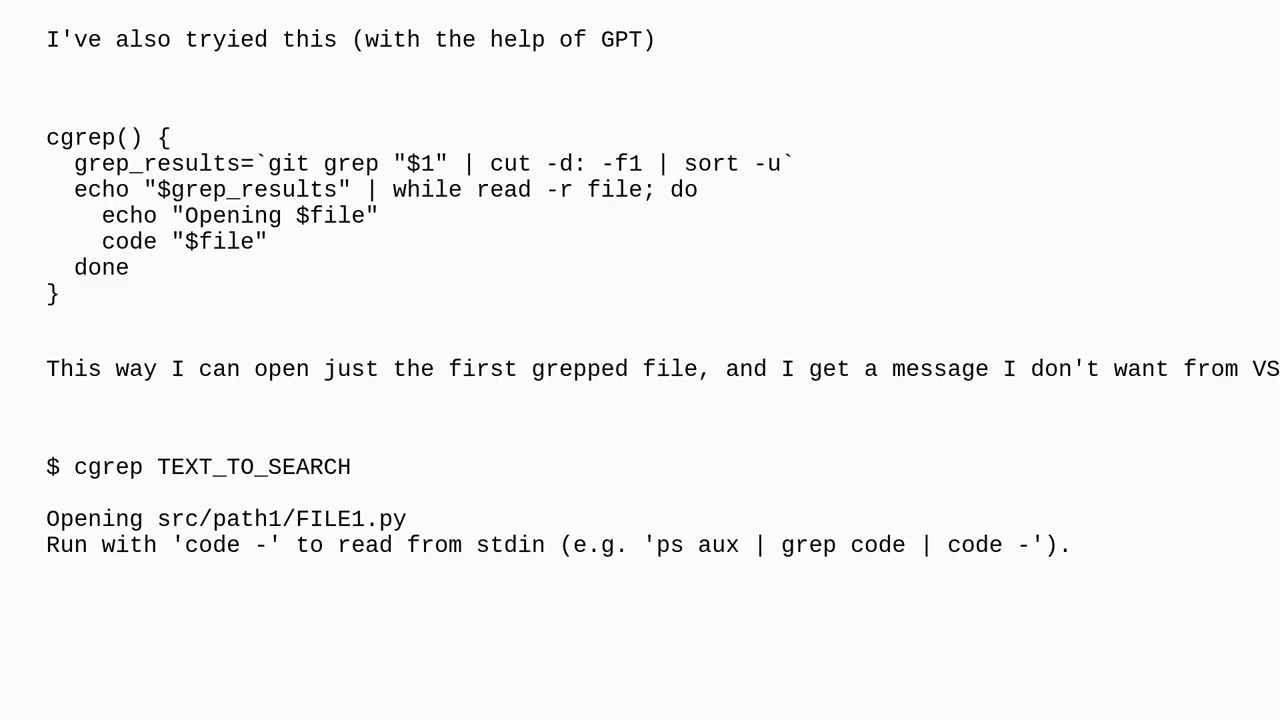 I've also tryied this (with the help of GPT)
cgrep() {
  grep_results=`git grep "$1" | cut -d: -f1 | sort -u`
  echo "$grep_results" | while read -r file; do
    echo "Opening $file"
    code "$file"
  done
}
This way I can open just the first grepped file, and I get a message I don't want from VS
$ cgrep TEXT_TO_SEARCH
Opening src/path1/FILE1.py
Run with 'code -' to read from stdin (e.g. 'ps aux | grep code | code -').